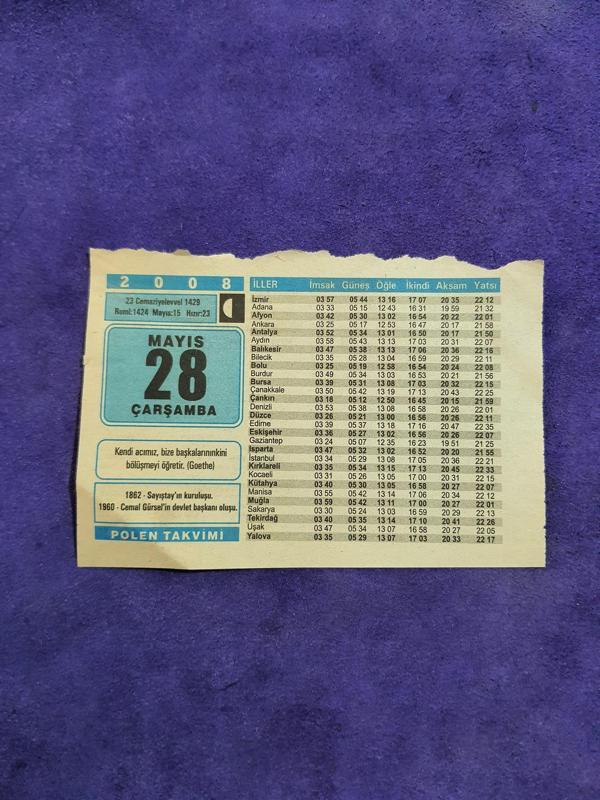 2 0 0 8
23 Cemaziyelevvel 1429
Rumî:1424 Mayıs:15 Hızır:23
MAYIS
28
ÇARŞAMBA
Kendi acımız, bize başkalarınınkini
bölüşmeyi öğretir. (Goethe)
1862 - Sayıştay'ın kuruluşu.
1960 - Cemal Gürsel'in devlet başkanı oluşu.
POLEN TAKVİMİ
İLLER İmsak Güneş Öğle İkindi Akşam Yatsı
İzmir 03 57 05 44 13 16 17 07 20 35 22 12
Adana 03 33 05 15 12 43 16 31 19 59 21 32
Afyon 03 42 05 30 13 02 16 54 20 22 22 01
Ankara 03 25 05 17 12 53 16 47 20 17 21 58
Antalya 03 52 05 34 13 01 16 50 20 17 21 50
Aydın 03 58 05 43 13 13 17 03 20 31 22 07
Balıkesir 03 47 05 38 13 13 17 06 20 36 22 16
Bilecik 03 35 05 28 13 04 16 59 20 29 22 11
Bolu 03 25 05 19 12 58 16 54 20 24 22 08
Burdur 03 49 05 34 13 03 16 53 20 21 21 56
Bursa 03 39 05 31 13 08 17 03 20 32 22 15
Çanakkale 03 50 05 42 13 19 17 13 20 43 22 25
Çankırı 03 18 05 12 12 50 16 45 20 15 21 59
Denizli 03 53 05 38 13 08 16 58 20 26 22 01
Düzce 03 26 05 21 13 00 16 56 20 26 22 11
Edirne 03 39 05 37 13 18 17 16 20 47 22 35
Eskişehir 03 36 05 27 13 02 16 56 20 26 22 07
Gaziantep 03 24 05 07 12 35 16 23 19 51 21 25
Isparta 03 47 05 32 13 02 16 52 20 20 21 55
İstanbul 03 34 05 29 13 08 17 05 20 36 22 21
Kırklareli 03 35 05 34 13 15 17 13 20 45 22 33
Kocaeli 03 31 05 26 13 05 17 00 20 31 22 15
Kütahya 03 40 05 30 13 05 16 58 20 27 22 07
Manisa 03 55 05 42 13 14 17 06 20 34 22 12
Muğla 03 59 05 42 13 11 17 00 20 27 22 01
Sakarya 03 30 05 24 13 03 16 59 20 29 22 13
Tekirdağ 03 40 05 35 13 14 17 10 20 41 22 26
Uşak 03 47 05 34 13 07 16 58 20 27 22 05
Yalova 03 35 05 29 13 07 17 03 20 33 22 17